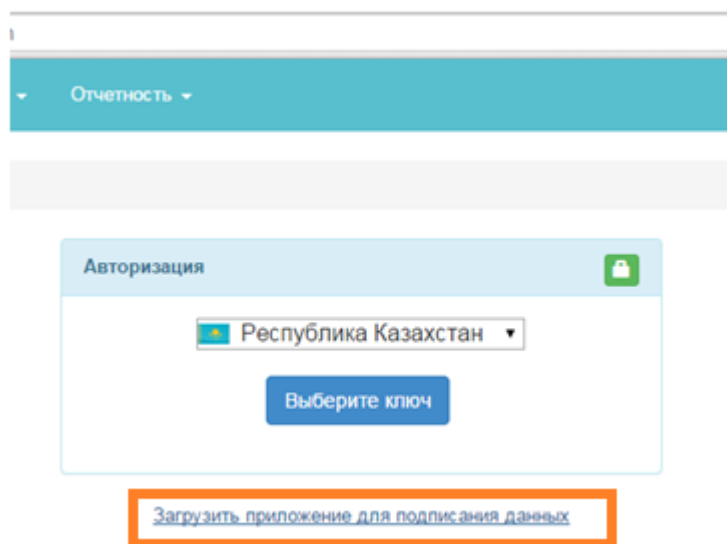 Отчетность
Авторизация
Республика Казахстан
Выберите ключ
Загрузить приложение для подписания данных